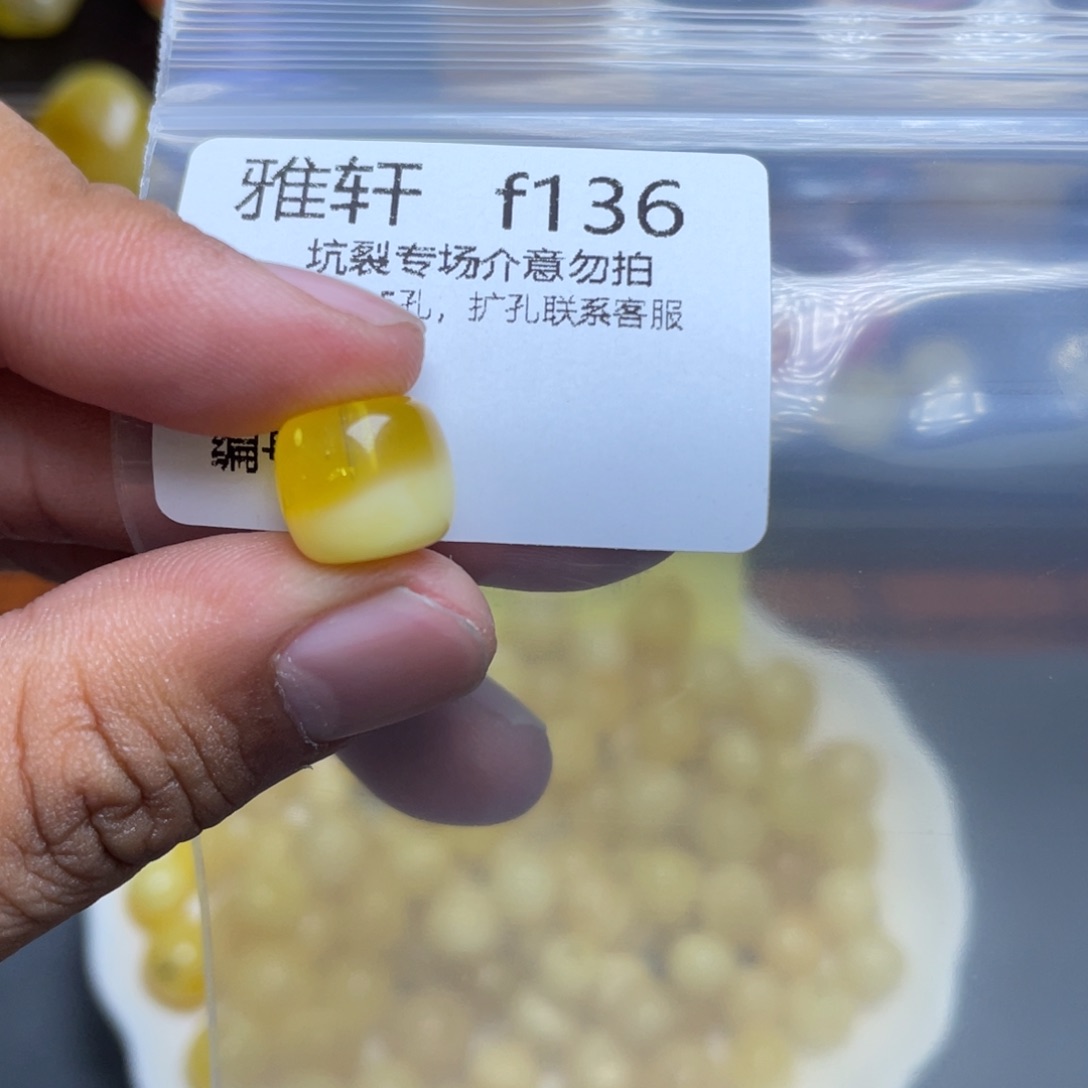 雅轩 f136
坑裂专场介意勿拍
5孔，扩孔联系客服
编